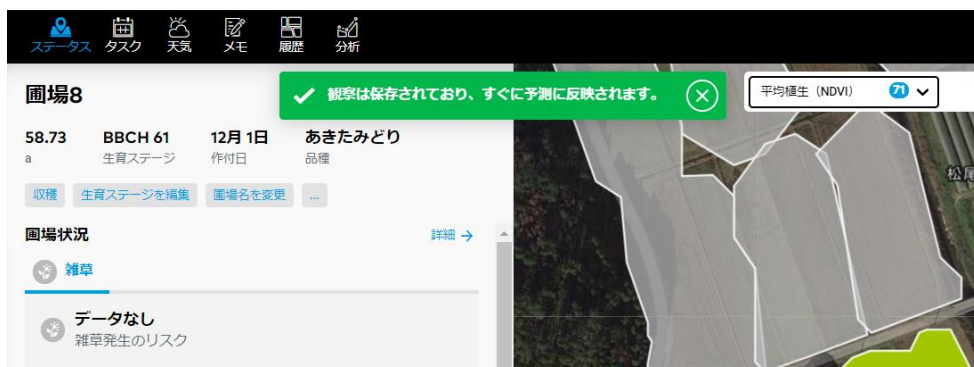 ステータス タスク 天気 メモ 履歴 分析
圃場8
観察は保存されており、すぐに予測に反映されます。
平均植生（NDVI） 71
58.73 BBCH 61 12月 1日 あきたみどり
a 生育ステージ 作付日 品種
収穫 生育ステージを編集 圃場名を変更 ...
圃場状況 詳細 →
雑草
データなし
雑草発生のリスク
松尾